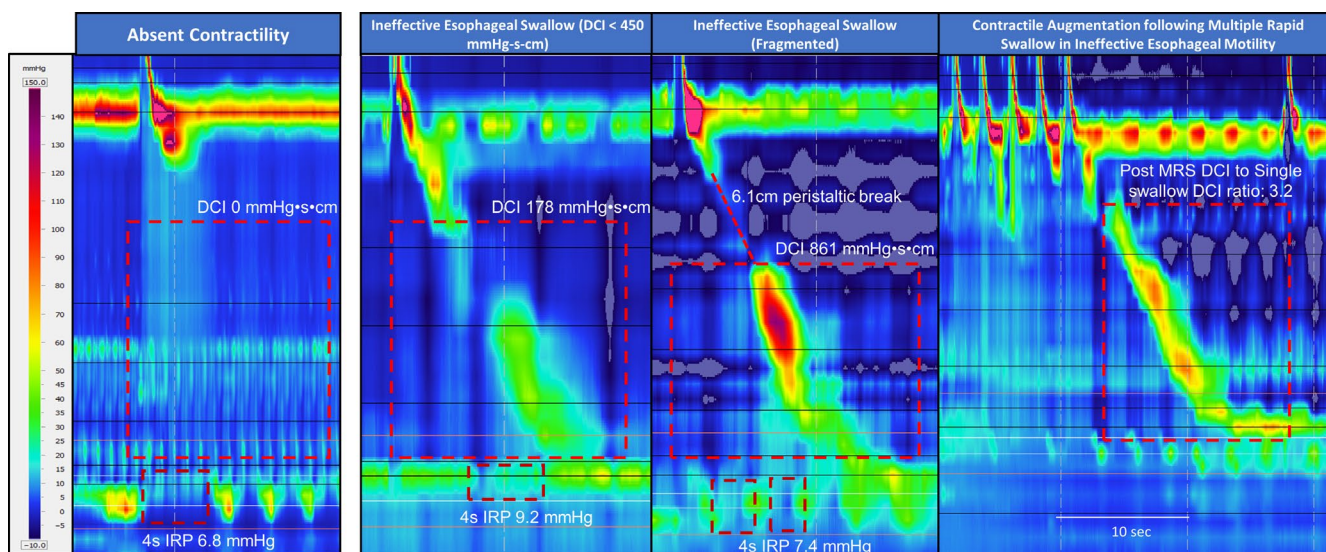 Absent Contractility
Ineffective Esophageal Swallow (DCI < 450
mmHg-s-cm)
Ineffective Esophageal Swallow
(Fragmented)
Contractile Augmentation following Multiple Rapid
Swallow in Ineffective Esophageal Motility
mmHg
150.0
140
130
120
110
100
90
80
70
60
50
45
40
35
30
25
20
15
10
5
0
-5
-10.0
DCI 0 mmHg•s•cm
4s IRP 6.8 mmHg
DCI 178 mmHg•s•cm
4s IRP 9.2 mmHg
6.1cm peristaltic break
DCI 861 mmHg•s•cm
4s IRP 7.4 mmHg
Post MRS DCI to Single
swallow DCI ratio: 3.2
10 sec